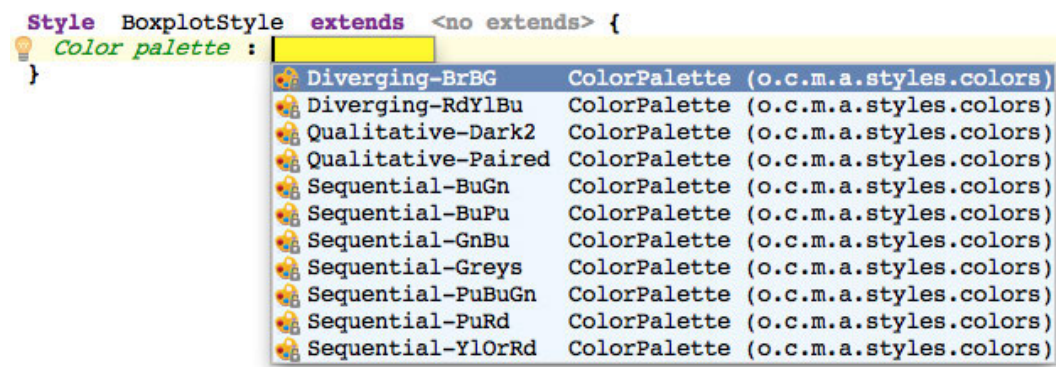 Style BoxplotStyle extends <no extends> {
Color palette :
}
Diverging-BrBG ColorPalette (o.c.m.a.styles.colors)
Diverging-RdYlBu ColorPalette (o.c.m.a.styles.colors)
Qualitative-Dark2 ColorPalette (o.c.m.a.styles.colors)
Qualitative-Paired ColorPalette (o.c.m.a.styles.colors)
Sequential-BuGn ColorPalette (o.c.m.a.styles.colors)
Sequential-BuPu ColorPalette (o.c.m.a.styles.colors)
Sequential-GnBu ColorPalette (o.c.m.a.styles.colors)
Sequential-Greys ColorPalette (o.c.m.a.styles.colors)
Sequential-PuBuGn ColorPalette (o.c.m.a.styles.colors)
Sequential-PuRd ColorPalette (o.c.m.a.styles.colors)
Sequential-YlOrRd ColorPalette (o.c.m.a.styles.colors)